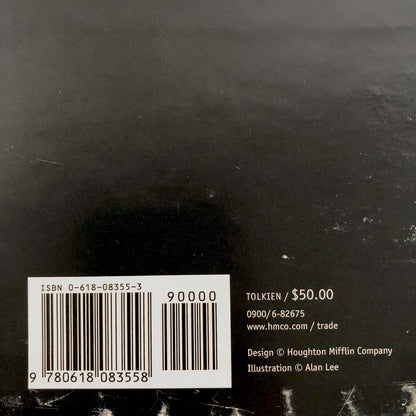 ISBN 0-618-08355-3
90000
9 780618 083558
TOLKIEN / $50.00
0900/6-82675
www.hmco.com / trade
Design © Houghton Mifflin Company
Illustration © Alan Lee